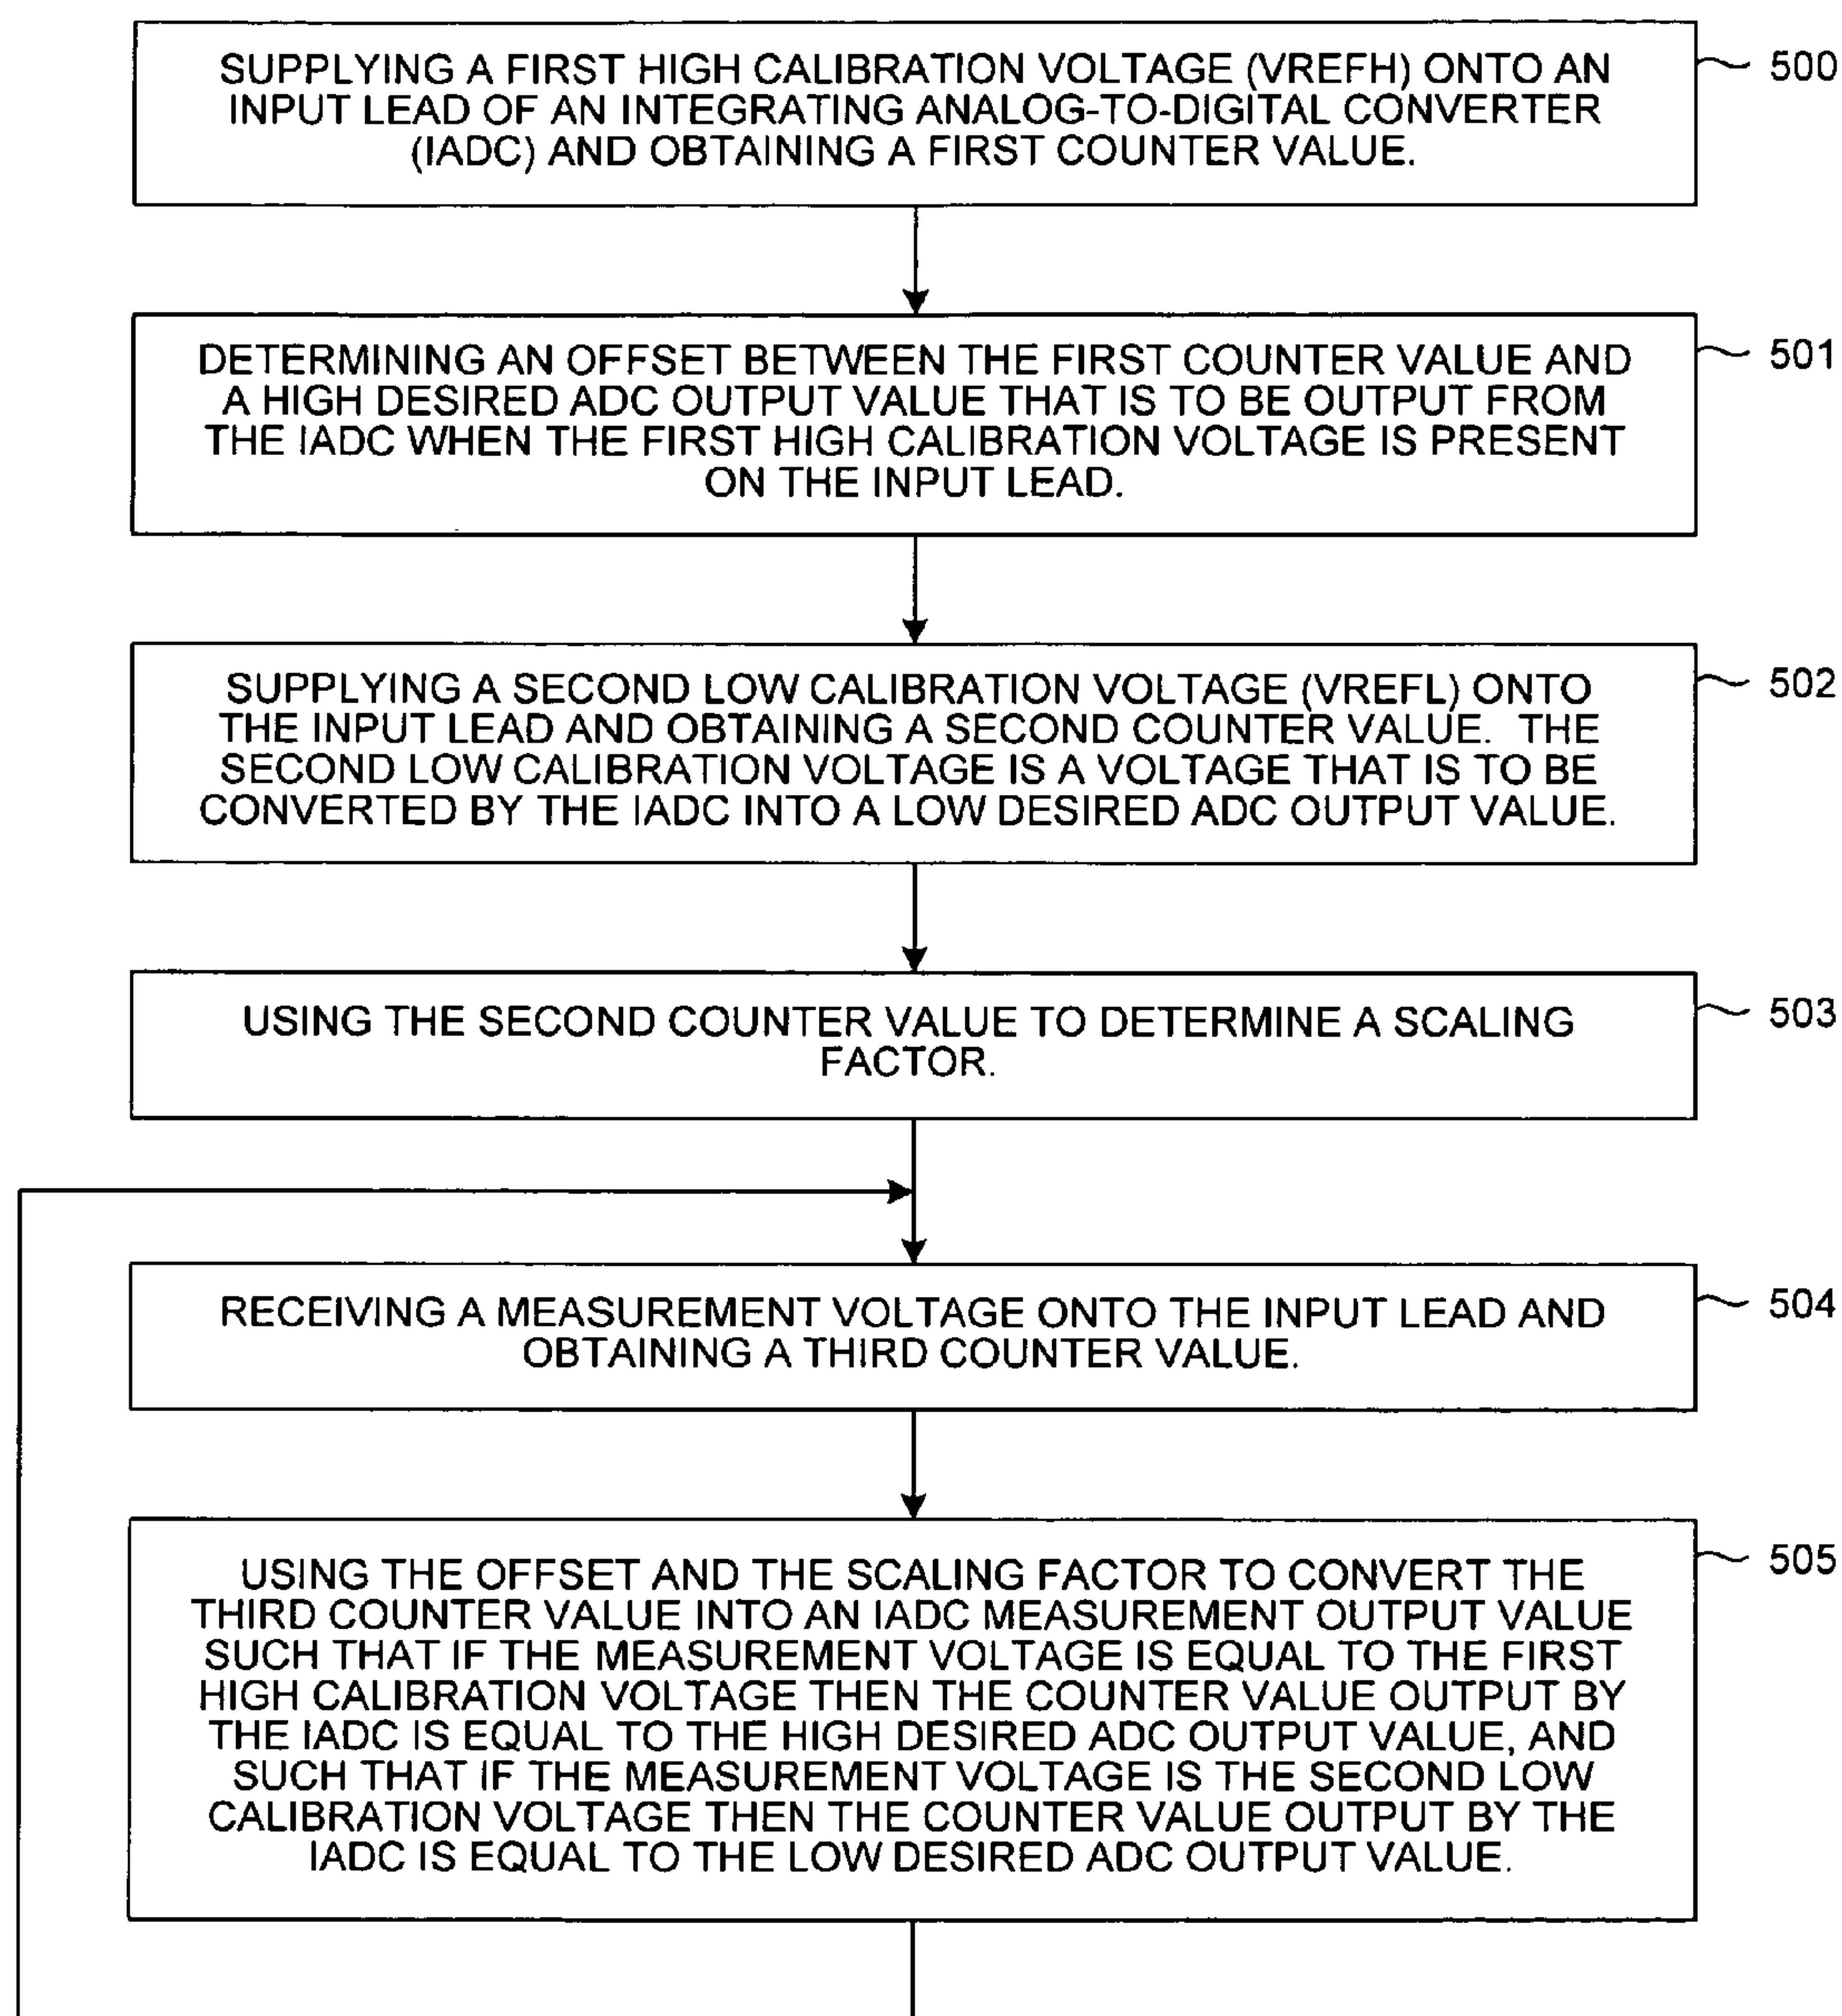 SUPPLYING A FIRST HIGH CALIBRATION VOLTAGE (VREFH) ONTO AN
INPUT LEAD OF AN INTEGRATING ANALOG-TO-DIGITAL CONVERTER
(IADC) AND OBTAINING A FIRST COUNTER VALUE.
500
DETERMINING AN OFFSET BETWEEN THE FIRST COUNTER VALUE AND
A HIGH DESIRED ADC OUTPUT VALUE THAT IS TO BE OUTPUT FROM
THE IADC WHEN THE FIRST HIGH CALIBRATION VOLTAGE IS PRESENT
ON THE INPUT LEAD.
501
SUPPLYING A SECOND LOW CALIBRATION VOLTAGE (VREFL) ONTO
THE INPUT LEAD AND OBTAINING A SECOND COUNTER VALUE. THE
SECOND LOW CALIBRATION VOLTAGE IS A VOLTAGE THAT IS TO BE
CONVERTED BY THE IADC INTO A LOW DESIRED ADC OUTPUT VALUE.
502
USING THE SECOND COUNTER VALUE TO DETERMINE A SCALING
FACTOR.
503
RECEIVING A MEASUREMENT VOLTAGE ONTO THE INPUT LEAD AND
OBTAINING A THIRD COUNTER VALUE.
504
USING THE OFFSET AND THE SCALING FACTOR TO CONVERT THE
THIRD COUNTER VALUE INTO AN IADC MEASUREMENT OUTPUT VALUE
SUCH THAT IF THE MEASUREMENT VOLTAGE IS EQUAL TO THE FIRST
HIGH CALIBRATION VOLTAGE THEN THE COUNTER VALUE OUTPUT BY
THE IADC IS EQUAL TO THE HIGH DESIRED ADC OUTPUT VALUE, AND
SUCH THAT IF THE MEASUREMENT VOLTAGE IS THE SECOND LOW
CALIBRATION VOLTAGE THEN THE COUNTER VALUE OUTPUT BY THE
IADC IS EQUAL TO THE LOW DESIRED ADC OUTPUT VALUE.
505